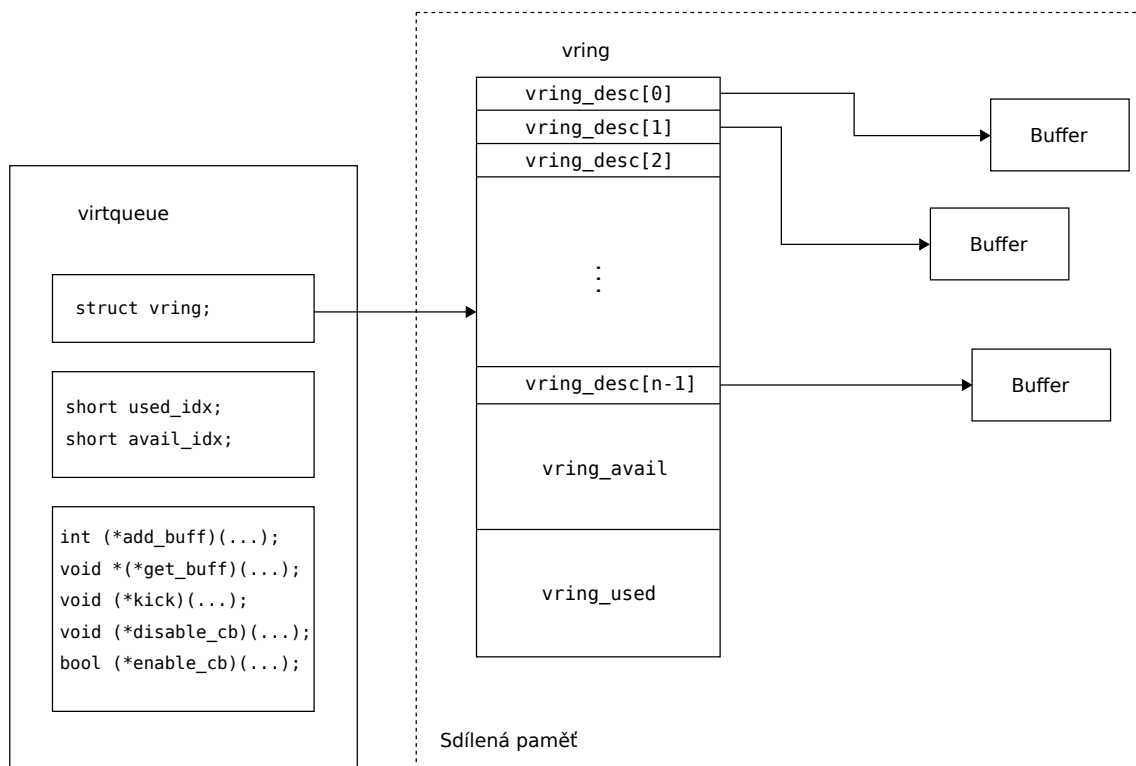 virtqueue
struct vring;
short used_idx;
short avail_idx;
int (*add_buff)(...);
void *(*get_buff)(...);
void (*kick)(...);
void (*disable_cb)(...);
bool (*enable_cb)(...);
vring
vring_desc[0]
vring_desc[1]
vring_desc[2]
...
vring_desc[n-1]
vring_avail
vring_used
Buffer
Buffer
Buffer
Sdílená paměť